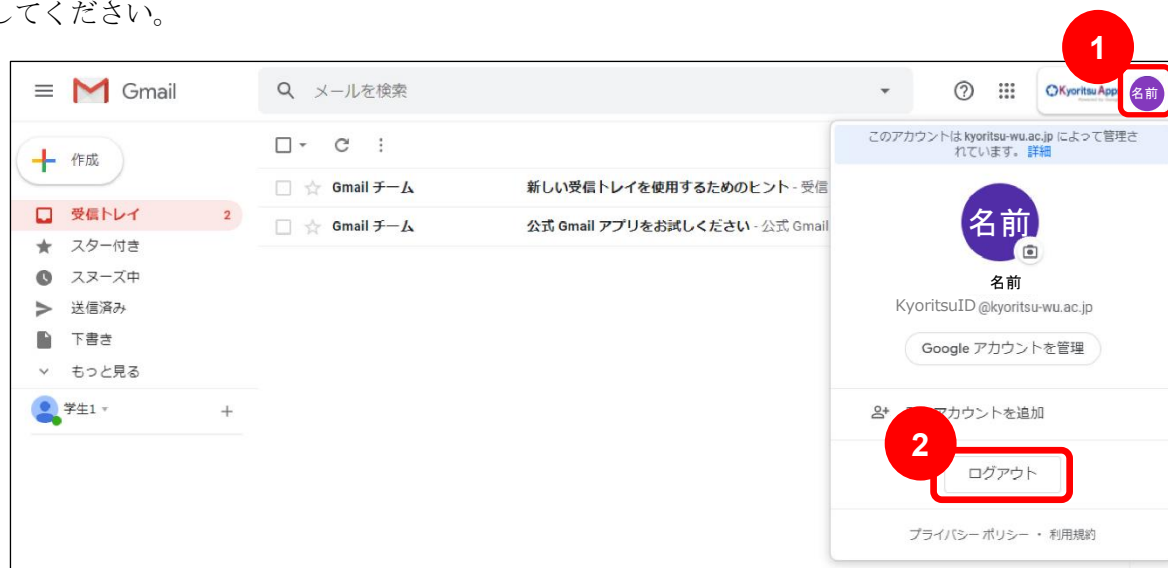 してください。
1
Gmail
メールを検索
Kyoritsu App
名前
作成
受信トレイ 2
スター付き
スヌーズ中
送信済み
下書き
もっと見る
学生1
Gmail チーム 新しい受信トレイを使用するためのヒント - 受信
Gmail チーム 公式 Gmail アプリをお試しください - 公式 Gmail
このアカウントは kyoritsu-wu.ac.jp によって管理さ
れています。 詳細
名前
名前
KyoritsuID @kyoritsu-wu.ac.jp
Google アカウントを管理
アカウントを追加
2
ログアウト
プライバシー ポリシー ・ 利用規約